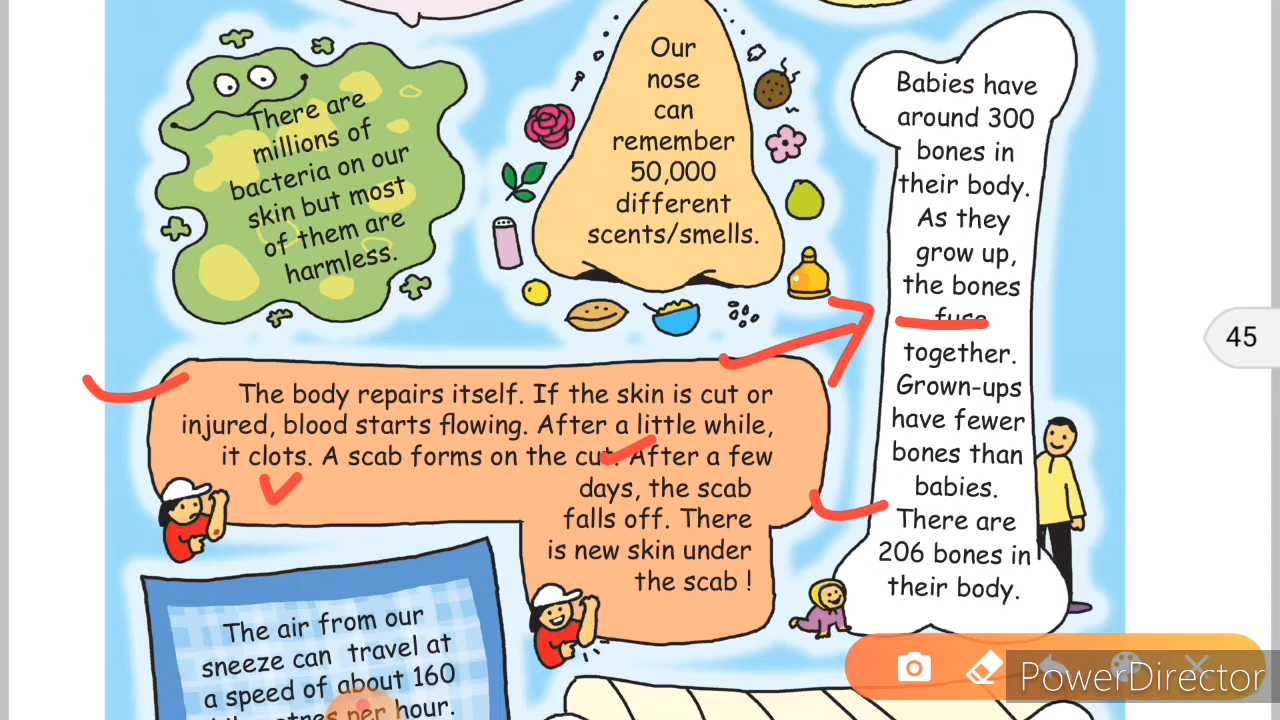 There are
millions of
bacteria on our
skin but most
of them are
harmless.
Our
nose
can
remember
50,000
different
scents/smells.
Babies have
around 300
bones in
their body.
As they
grow up,
the bones
fuse
together.
Grown-ups
have fewer
bones than
babies.
There are
206 bones in
their body.
45
The body repairs itself. If the skin is cut or
injured, blood starts flowing. After a little while,
it clots. A scab forms on the cut. After a few
days, the scab
falls off. There
is new skin under
the scab !
The air from our
sneeze can travel at
a speed of about 160
per hour.
PowerDirector